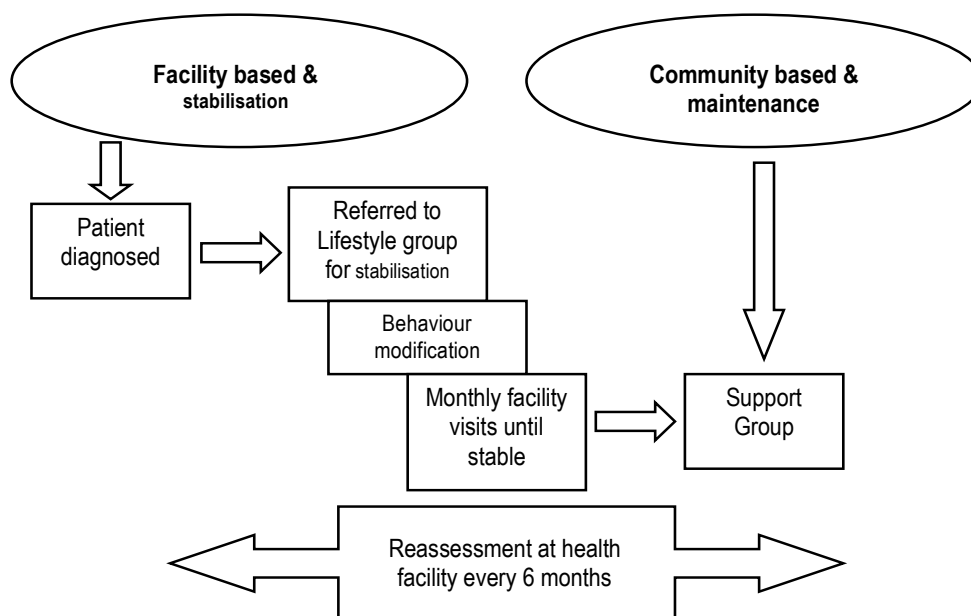 Facility based &
stabilisation
Community based &
maintenance
Patient
diagnosed
Referred to
Lifestyle group
for stabilisation
Behaviour
modification
Monthly facility
visits until
stable
Support
Group
Reassessment at health
facility every 6 months